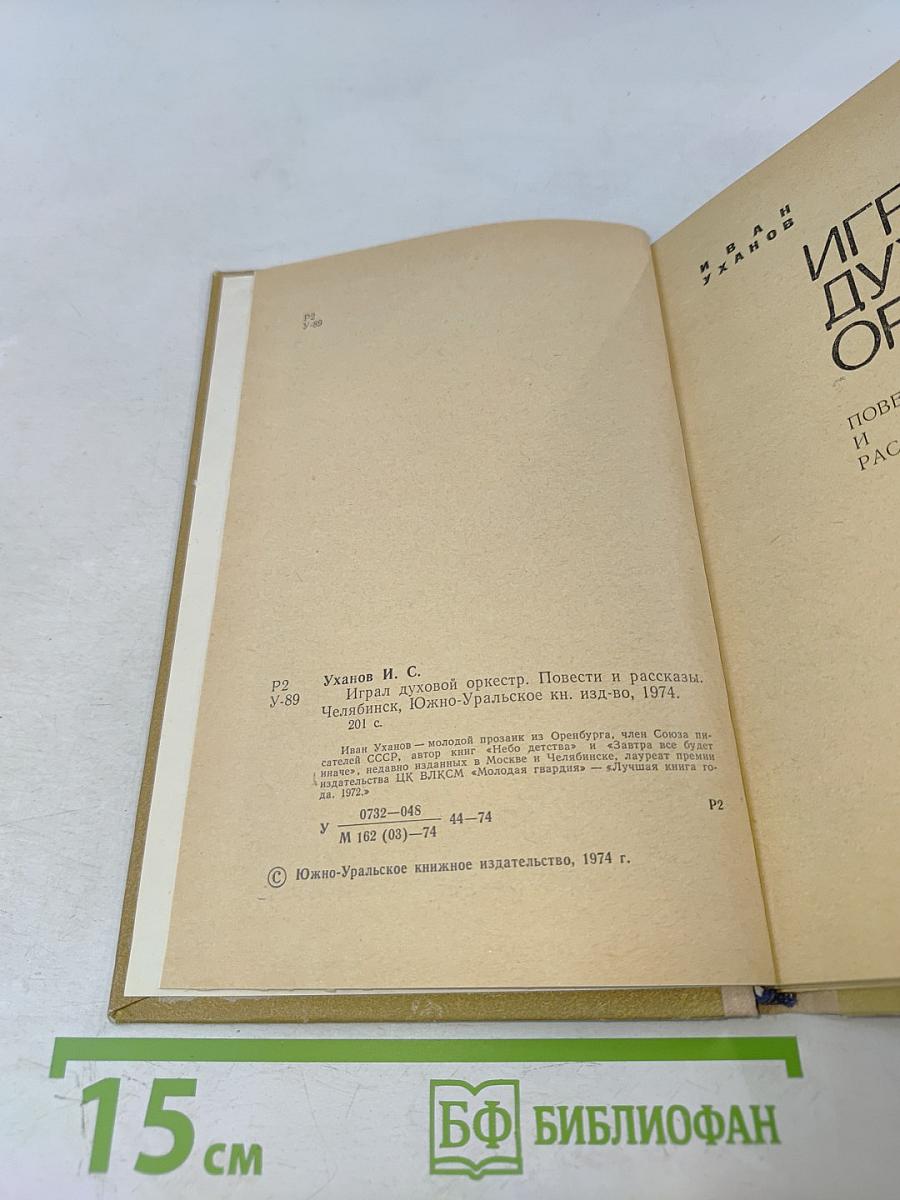 Р2
У-89
Р2
У-89
Уханов И. С.
Играл духовой оркестр. Повести и рассказы.
Челябинск, Южно-Уральское кн. изд-во, 1974.
201 с.
Иван Уханов — молодой прозаик из Оренбурга, член Союза пи-
сателей СССР, автор книг «Небо детства» и «Завтра все будет
иначе», недавно изданных в Москве и Челябинске, лауреат премии
издательства ЦК ВЛКСМ «Молодая гвардия» — «Лучшая книга го-
да. 1972.»
У 0732—048
М 162 (03)—74
44—74
Р2
© Южно-Уральское книжное издательство, 1974 г.
ИВАН
УХАНОВ
ИГР
ДУ
ОР
ПОВЕ
И
РАС
15 см
БФ БИБЛИОФАН